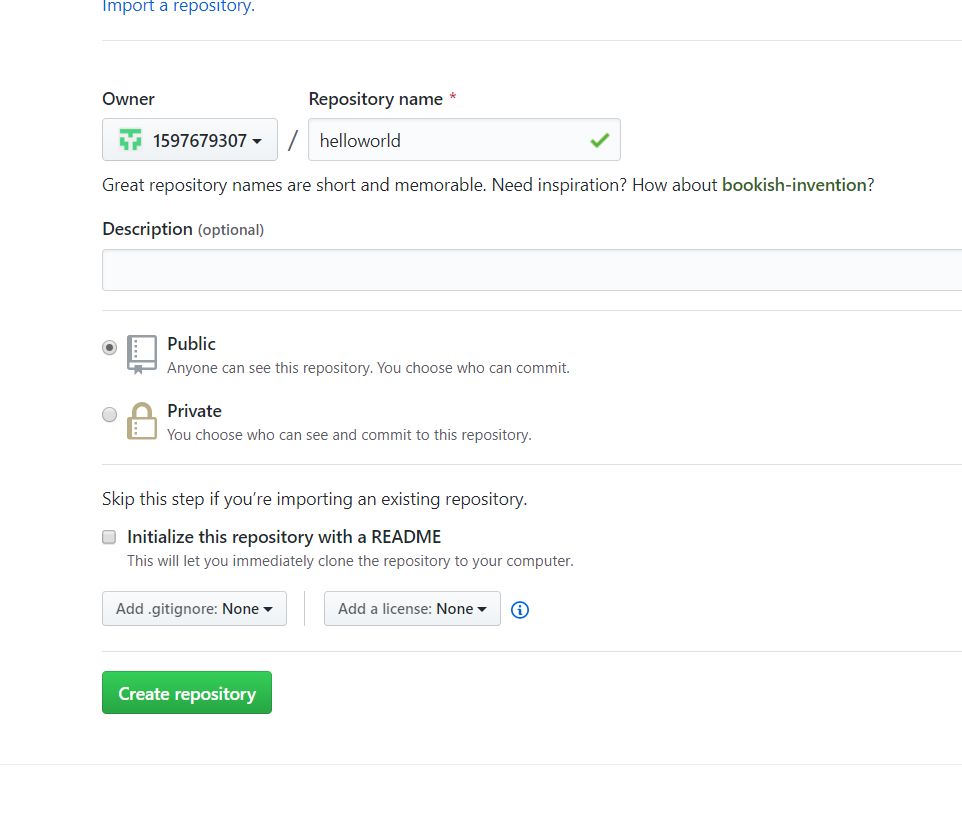 Import a repository.
Owner
Repository name *
1597679307 / helloworld
Great repository names are short and memorable. Need inspiration? How about bookish-invention?
Description (optional)
Public
Anyone can see this repository. You choose who can commit.
Private
You choose who can see and commit to this repository.
Skip this step if you’re importing an existing repository.
Initialize this repository with a README
This will let you immediately clone the repository to your computer.
Add .gitignore: None
Add a license: None
Create repository